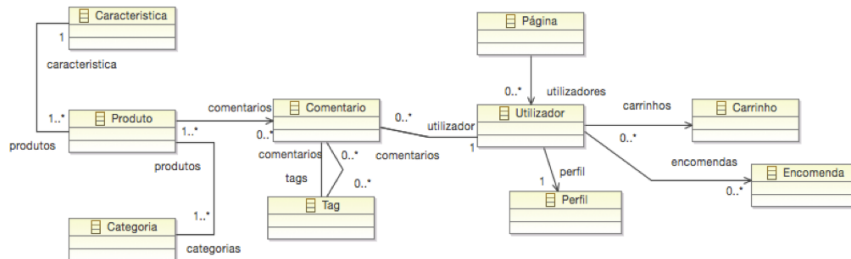 Caracteristica
Página
1
caracteristica
0..*
utilizadores
comentarios
Comentario
0..*
carrinhos
Carrinho
1..*
Produto
utilizador
Utilizador
0..*
1..*
0..*
produtos
produtos
comentarios
0..*
comentarios
1
encomendas
tags
0..*
perfil
Encomenda
1..*
1
0..*
Tag
Perfil
Categoria
categorias